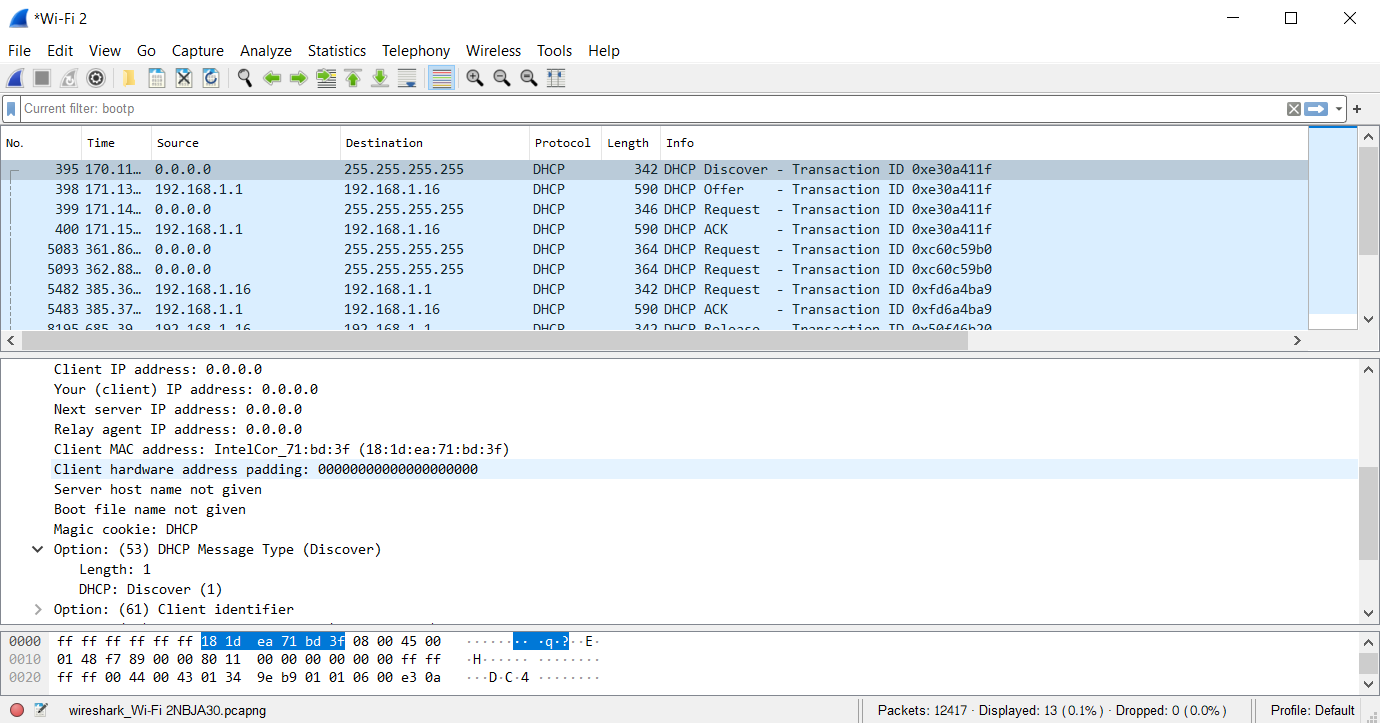 *Wi-Fi 2
File Edit View Go Capture Analyze Statistics Telephony Wireless Tools Help
Current filter: bootp
No. Time Source Destination Protocol Length Info
395 170.11… 0.0.0.0 255.255.255.255 DHCP 342 DHCP Discover - Transaction ID 0xe30a411f
398 171.13… 192.168.1.1 192.168.1.16 DHCP 590 DHCP Offer - Transaction ID 0xe30a411f
399 171.14… 0.0.0.0 255.255.255.255 DHCP 346 DHCP Request - Transaction ID 0xe30a411f
400 171.15… 192.168.1.1 192.168.1.16 DHCP 590 DHCP ACK - Transaction ID 0xe30a411f
5083 361.86… 0.0.0.0 255.255.255.255 DHCP 364 DHCP Request - Transaction ID 0xc60c59b0
5093 362.88… 0.0.0.0 255.255.255.255 DHCP 364 DHCP Request - Transaction ID 0xc60c59b0
5482 385.36… 192.168.1.16 192.168.1.1 DHCP 342 DHCP Request - Transaction ID 0xfd6a4ba9
5483 385.37… 192.168.1.1 192.168.1.16 DHCP 590 DHCP ACK - Transaction ID 0xfd6a4ba9
8195 685.39… 192.168.1.16 192.168.1.1 DHCP 342 DHCP Release - Transaction ID 0x50f46b20
Client IP address: 0.0.0.0
Your (client) IP address: 0.0.0.0
Next server IP address: 0.0.0.0
Relay agent IP address: 0.0.0.0
Client MAC address: IntelCor_71:bd:3f (18:1d:ea:71:bd:3f)
Client hardware address padding: 00000000000000000000
Server host name not given
Boot file name not given
Magic cookie: DHCP
Option: (53) DHCP Message Type (Discover)
Length: 1
DHCP: Discover (1)
Option: (61) Client identifier
0000 ff ff ff ff ff ff 18 1d ea 71 bd 3f 08 00 45 00 ········ ·q·?··E·
0010 01 48 f7 89 00 00 80 11 00 00 00 00 00 00 ff ff ·H······ ········
0020 ff ff 00 44 00 43 01 34 9e b9 01 01 06 00 e3 0a ···D·C·4 ········
wireshark_Wi-Fi 2NBJA30.pcapng Packets: 12417 · Displayed: 13 (0.1%) · Dropped: 0 (0.0%) Profile: Default